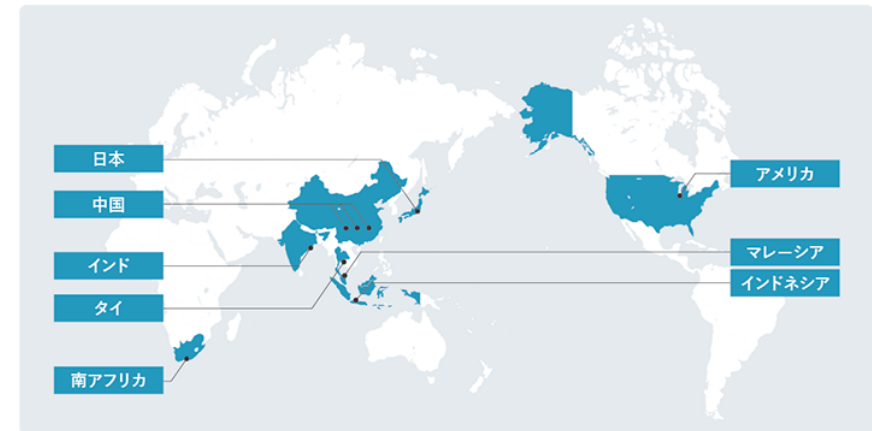 日本
中国
インド
タイ
南アフリカ
アメリカ
マレーシア
インドネシア